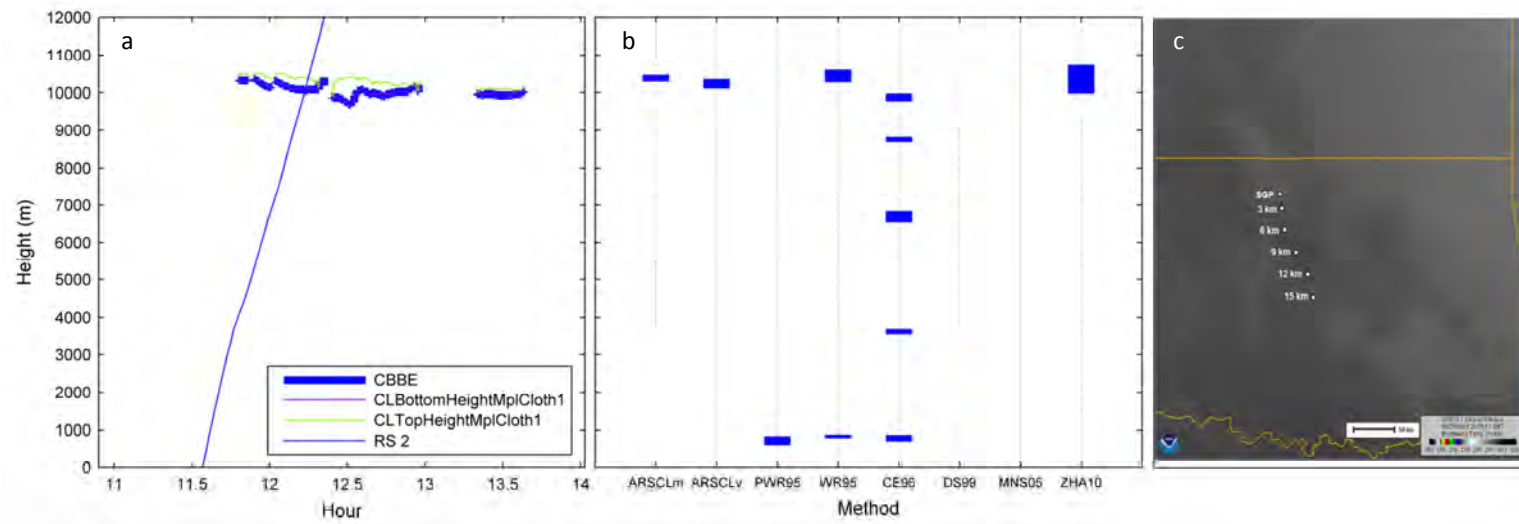 a
12000
11000
10000
9000
8000
7000
6000
5000
4000
3000
2000
1000
0
Height (m)
11
11.5
12
12.5
13
13.5
14
Hour
CBBE
CLBottomHeightMplCloth1
CLTopHeightMplCloth1
RS 2
b
ARSCLm
ARSCLv
PWR95
WR95
CE96
DS99
MNS05
ZHA10
Method
c
SGP
3 km
6 km
9 km
12 km
15 km